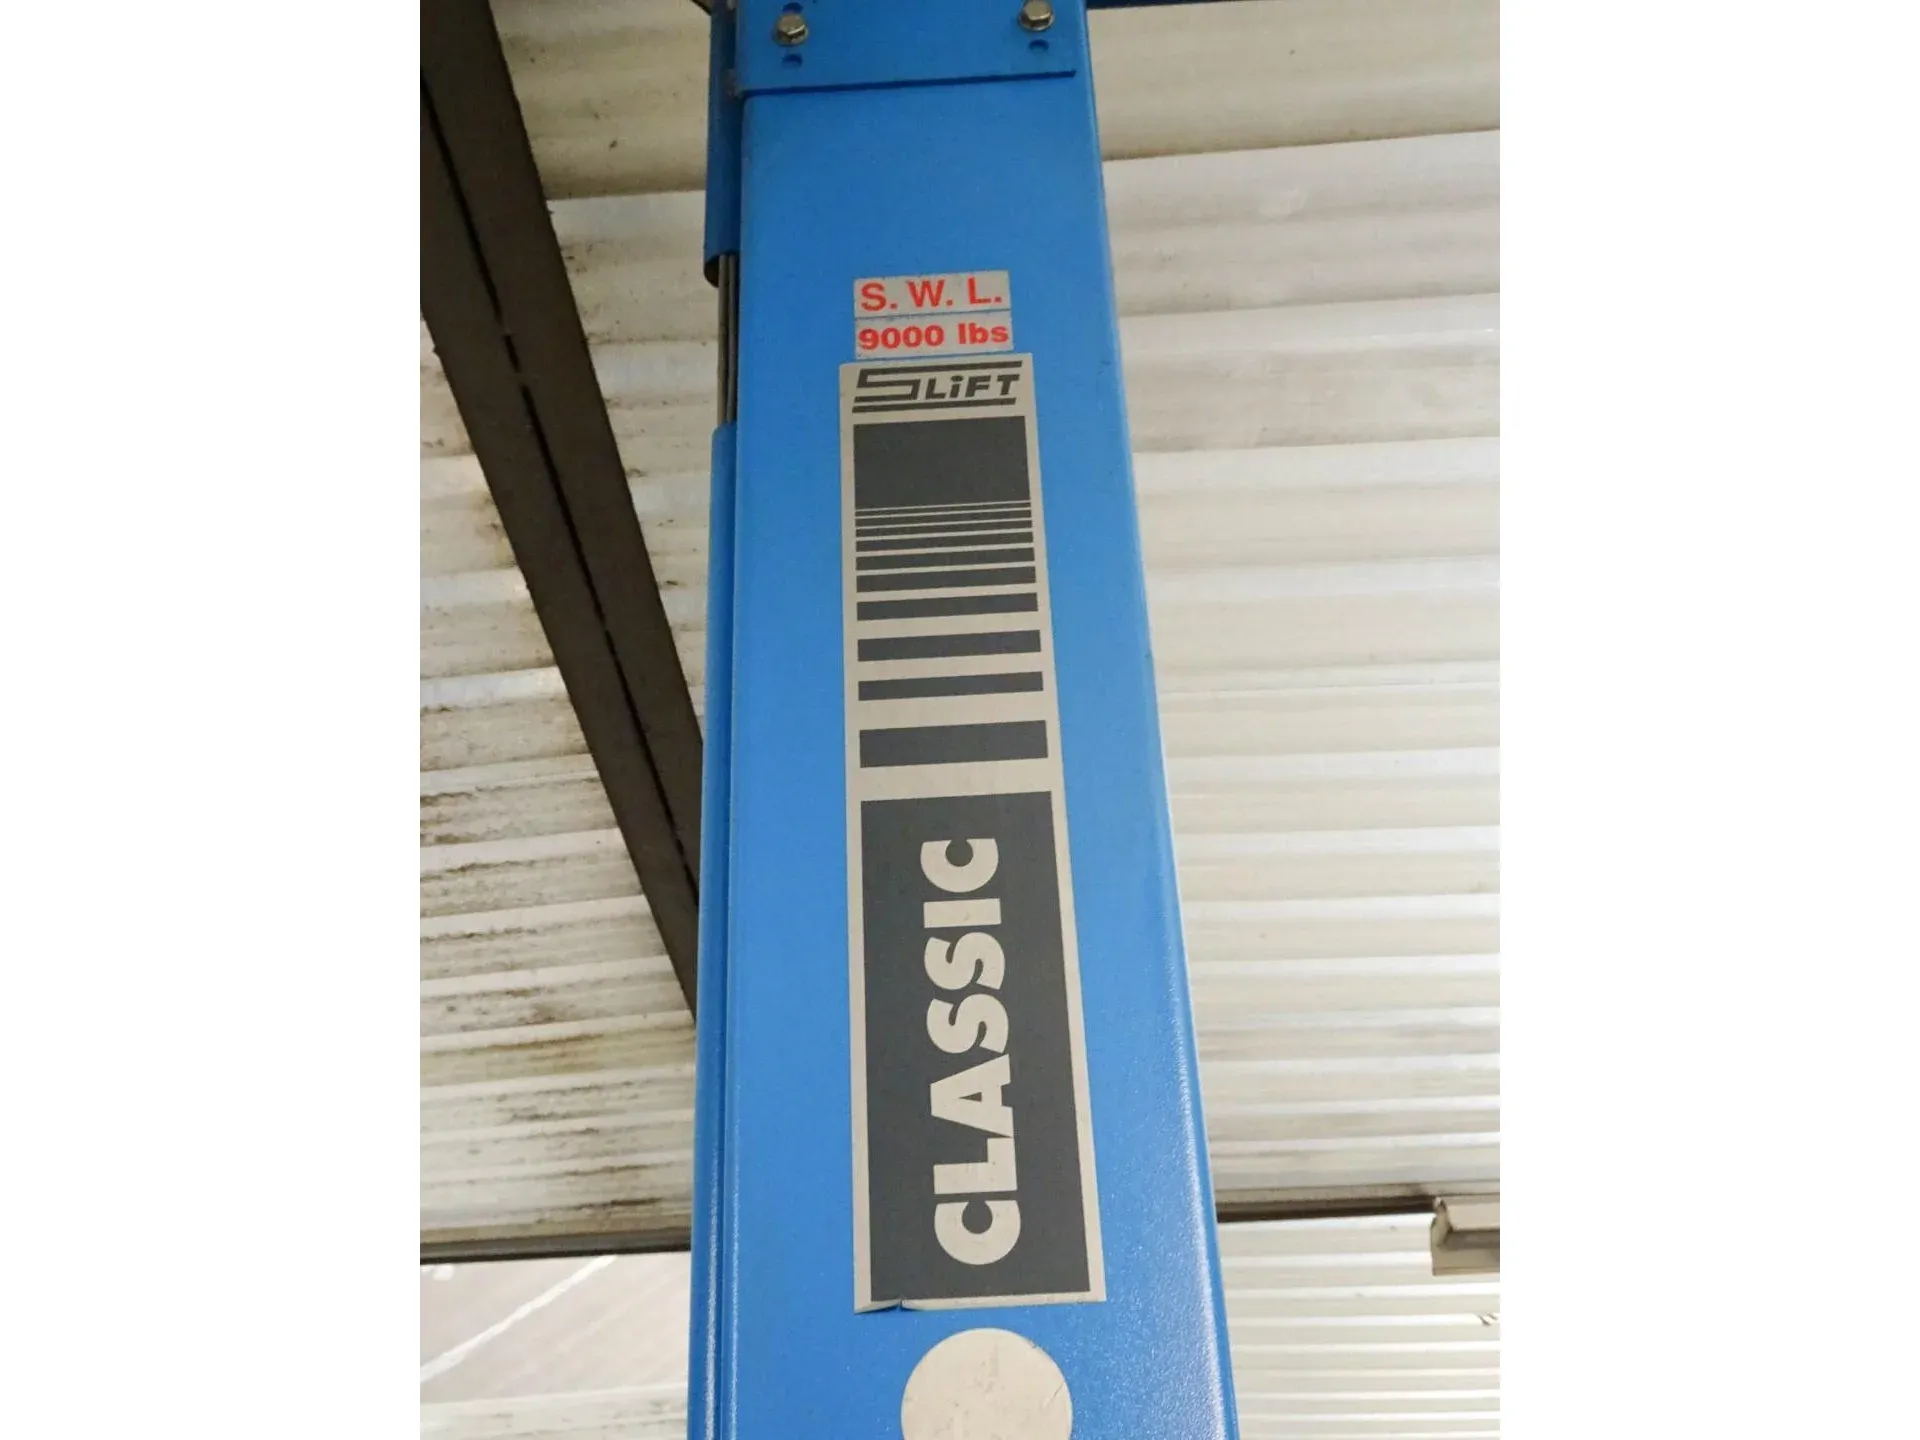 S. W. L.
9000 lbs
SLiFT
CLASSIC